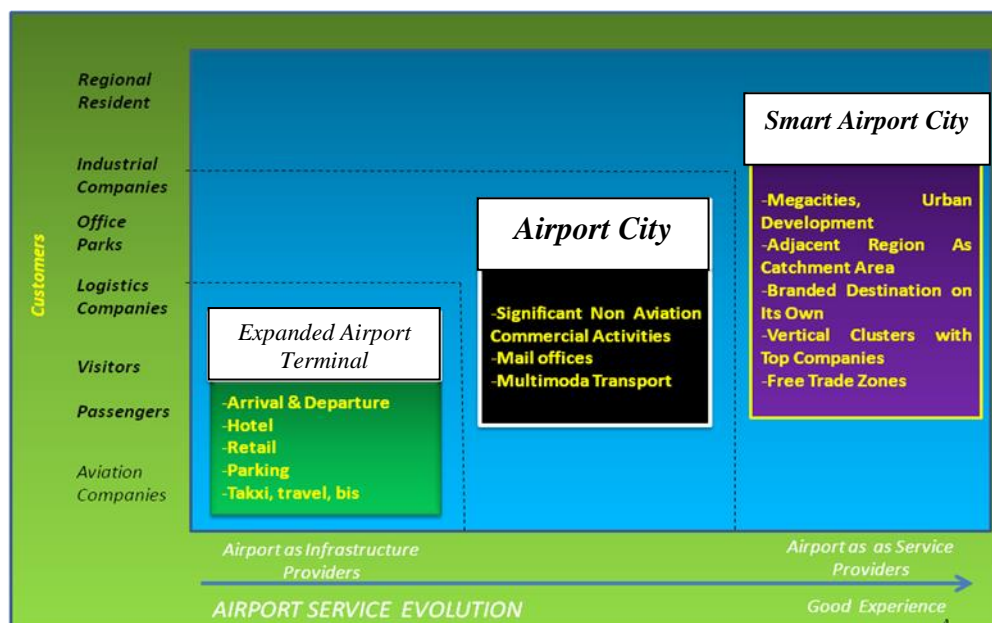 Regional
Resident
Industrial
Companies
Office
Parks
Logistics
Companies
Visitors
Passengers
Aviation
Companies
Customers
Expanded Airport
Terminal
-Arrival & Departure
-Hotel
-Retail
-Parking
-Takxi, travel, bis
Airport City
-Significant Non Aviation
Commercial Activities
-Mail offices
-Multimoda Transport
Smart Airport City
-Megacities, Urban
Development
-Adjacent Region As
Catchment Area
-Branded Destination on
Its Own
-Vertical Clusters with
Top Companies
-Free Trade Zones
Airport as Infrastructure
Providers
Airport as as Service
Providers
AIRPORT SERVICE EVOLUTION
Good Experience